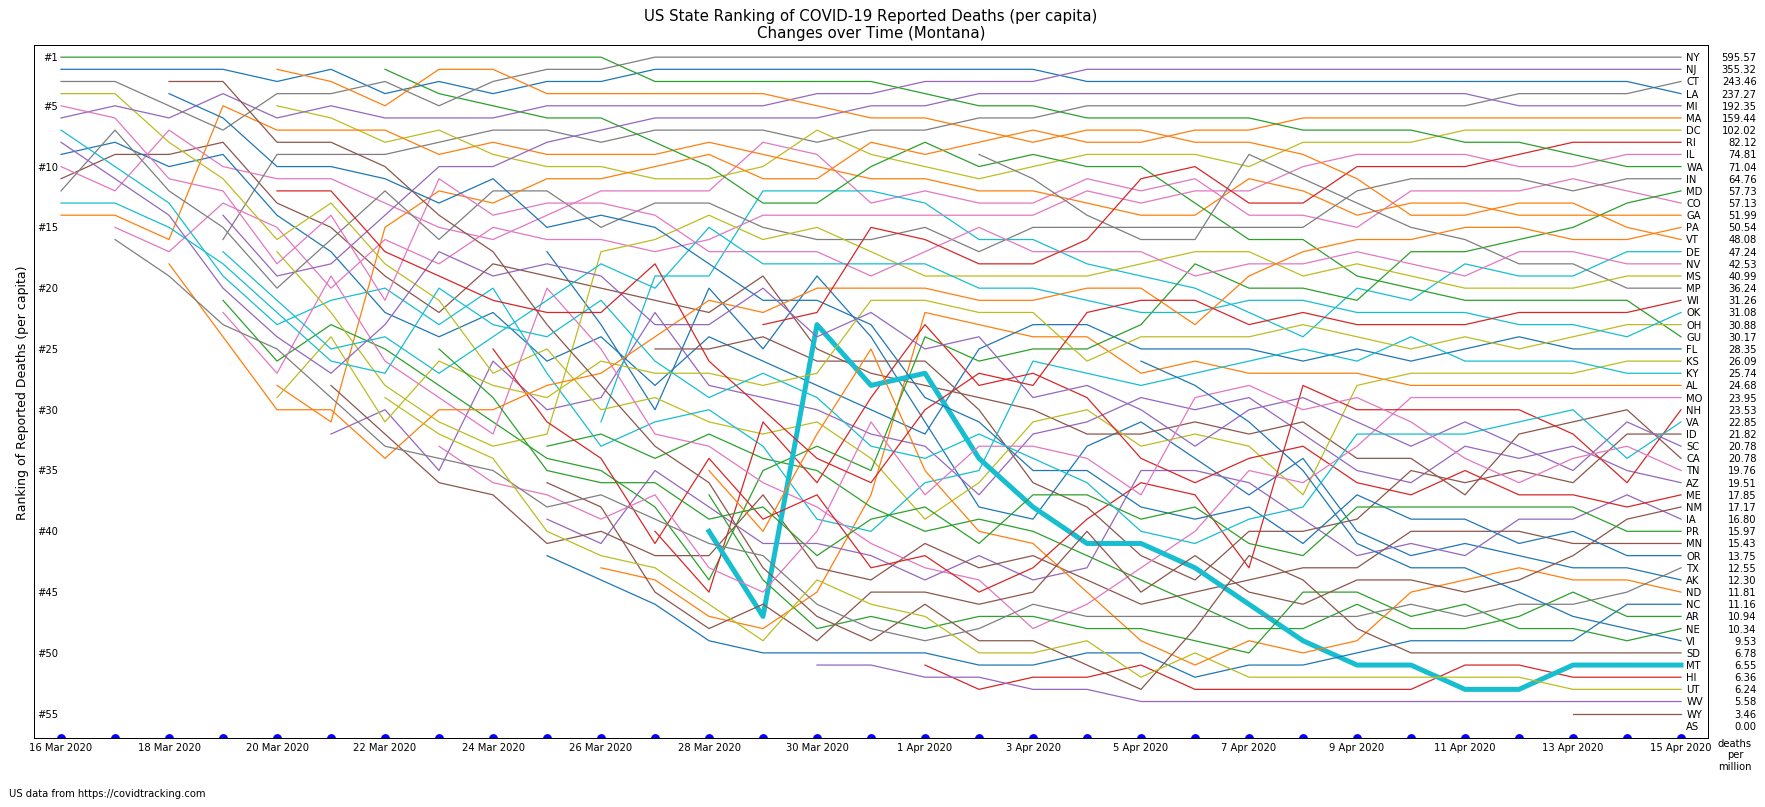 US State Ranking of COVID-19 Reported Deaths (per capita)
Changes over Time (Montana)
Ranking of Reported Deaths (per capita)
#1
#5
#10
#15
#20
#25
#30
#35
#40
#45
#50
#55
NY 595.57
NJ 355.32
CT 243.46
LA 237.27
MI 192.35
MA 159.44
DC 102.02
RI 82.12
IL 74.81
WA 71.04
IN 64.76
MD 57.73
CO 57.13
GA 51.99
PA 50.54
VT 48.08
DE 47.24
NV 42.53
MS 40.99
MP 36.24
WI 31.26
OK 31.08
OH 30.88
GU 30.17
FL 28.35
KS 26.09
KY 25.74
AL 24.68
MO 23.95
NH 23.53
VA 22.85
ID 21.82
SC 20.78
CA 20.78
TN 19.76
AZ 19.51
ME 17.85
NM 17.17
IA 16.80
PR 15.97
MN 15.43
OR 13.75
TX 12.55
AK 12.30
ND 11.81
NC 11.16
AR 10.94
NE 10.34
VI 9.53
SD 6.78
MT 6.55
HI 6.36
UT 6.24
WV 5.58
WY 3.46
AS 0.00
16 Mar 2020
18 Mar 2020
20 Mar 2020
22 Mar 2020
24 Mar 2020
26 Mar 2020
28 Mar 2020
30 Mar 2020
1 Apr 2020
3 Apr 2020
5 Apr 2020
7 Apr 2020
9 Apr 2020
11 Apr 2020
13 Apr 2020
15 Apr 2020
deaths
per
million
US data from https://covidtracking.com